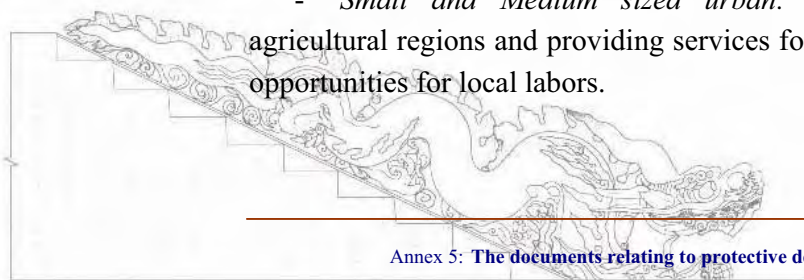 - Small and Medium sized urban.
agricultural regions and providing services fo
opportunities for local labors.
Annex 5: The documents relating to protective d